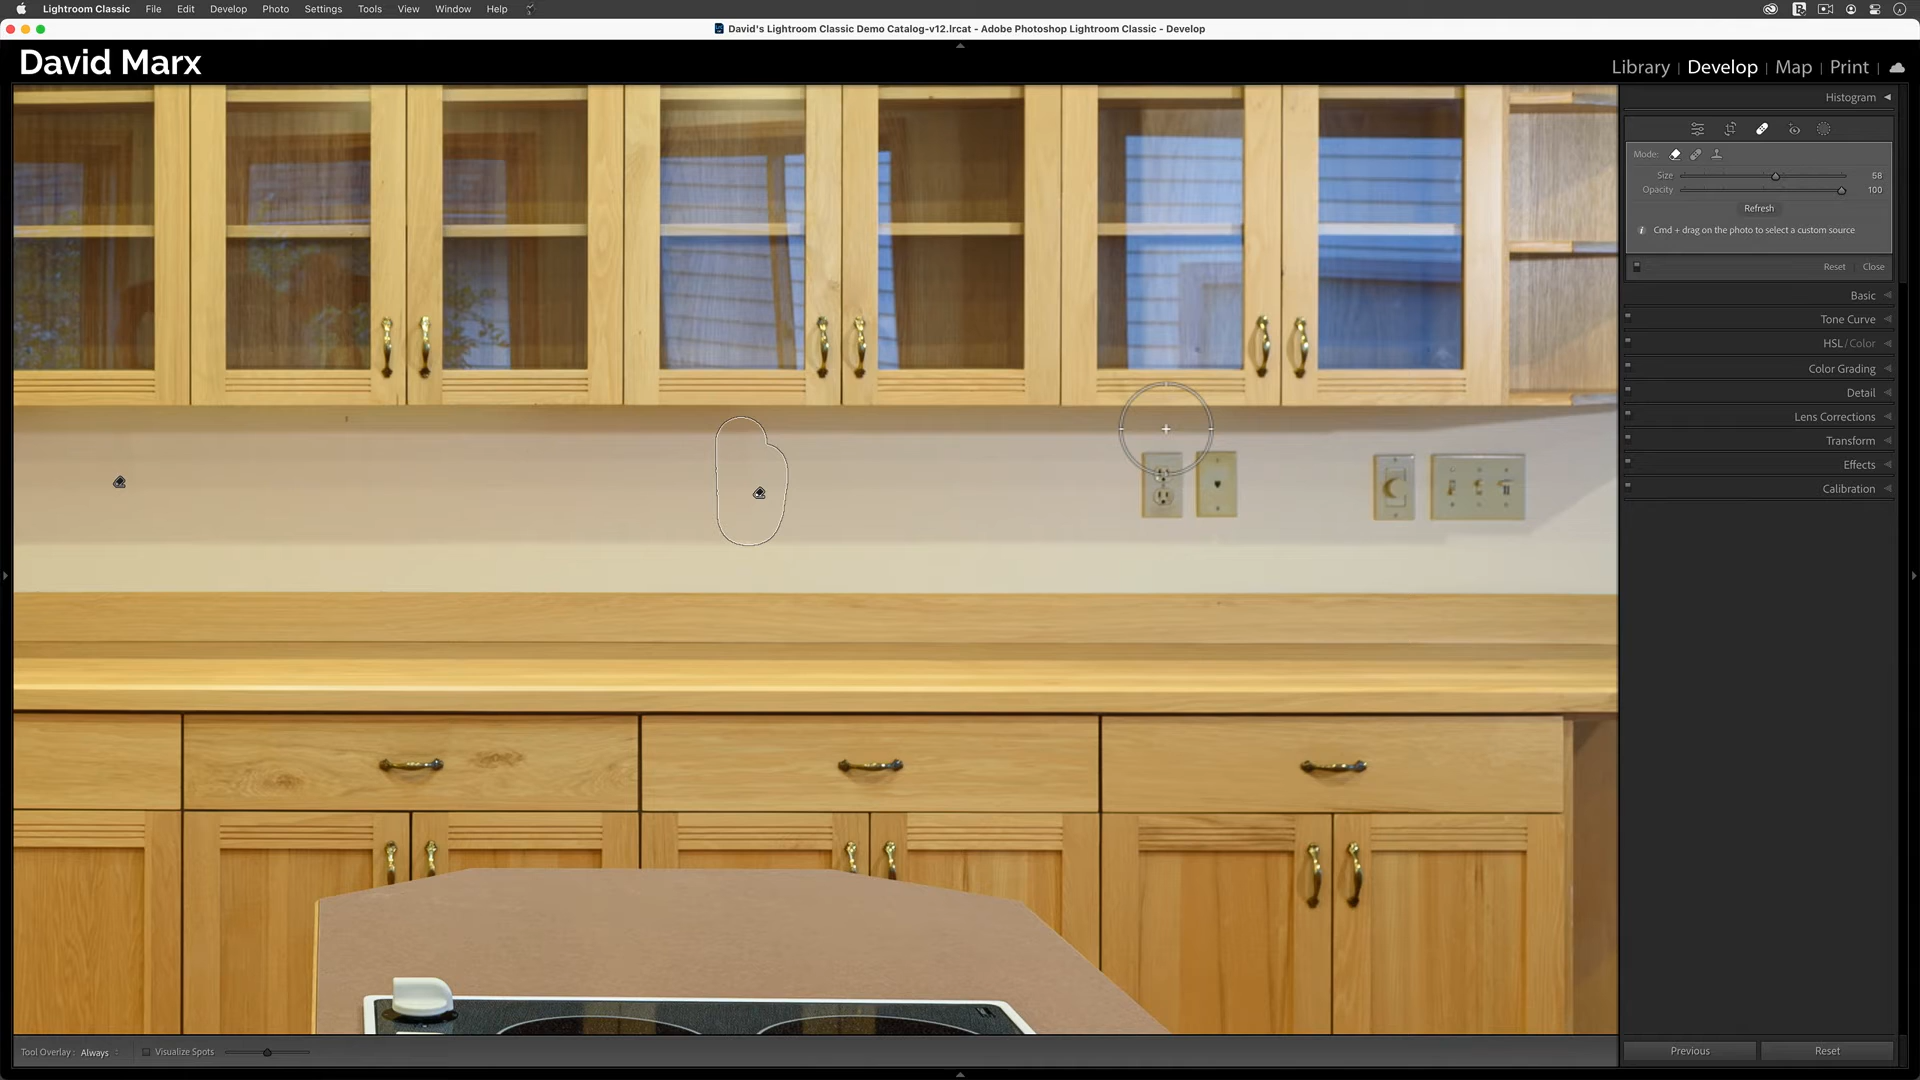 Lightroom Classic File Edit Develop Photo Settings Tools View Window Help
David's Lightroom Classic Demo Catalog-v12.lrcat - Adobe Photoshop Lightroom Classic - Develop
David Marx
Library | Develop | Map | Print |
Histogram
Mode:
Size 68
Opacity 100
Refresh
Cmd + drag on the photo to select a custom source
Reset Close
Basic
Tone Curve
HSL / Color
Color Grading
Detail
Lens Corrections
Transform
Effects
Calibration
Tool Overlay: Always Visualize Spots
Previous Reset